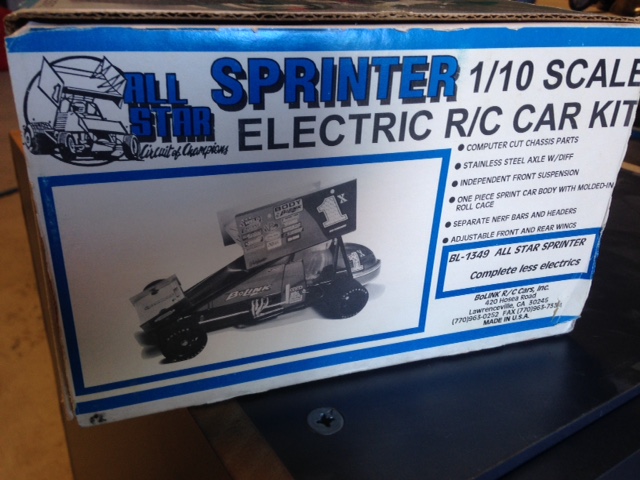 ALL STAR
Circuit of Champions
SPRINTER 1/10 SCALE
ELECTRIC R/C CAR KIT
• COMPUTER CUT CHASSIS PARTS
• STAINLESS STEEL AXLE W/DIFF
• INDEPENDENT FRONT SUSPENSION
• ONE PIECE SPRINT CAR BODY WITH MOLDED-IN
ROLL CAGE
• SEPARATE NERF BARS AND HEADERS
• ADJUSTABLE FRONT AND REAR WINGS
BL-1349 ALL STAR SPRINTER
Complete less electrics
BoLINK R/C Cars, Inc.
420 Hosea Road
Lawrenceville, GA 30245
(770)963-0252 FAX (770)963-7334
MADE IN U.S.A.
BODY
1X
BoLINK